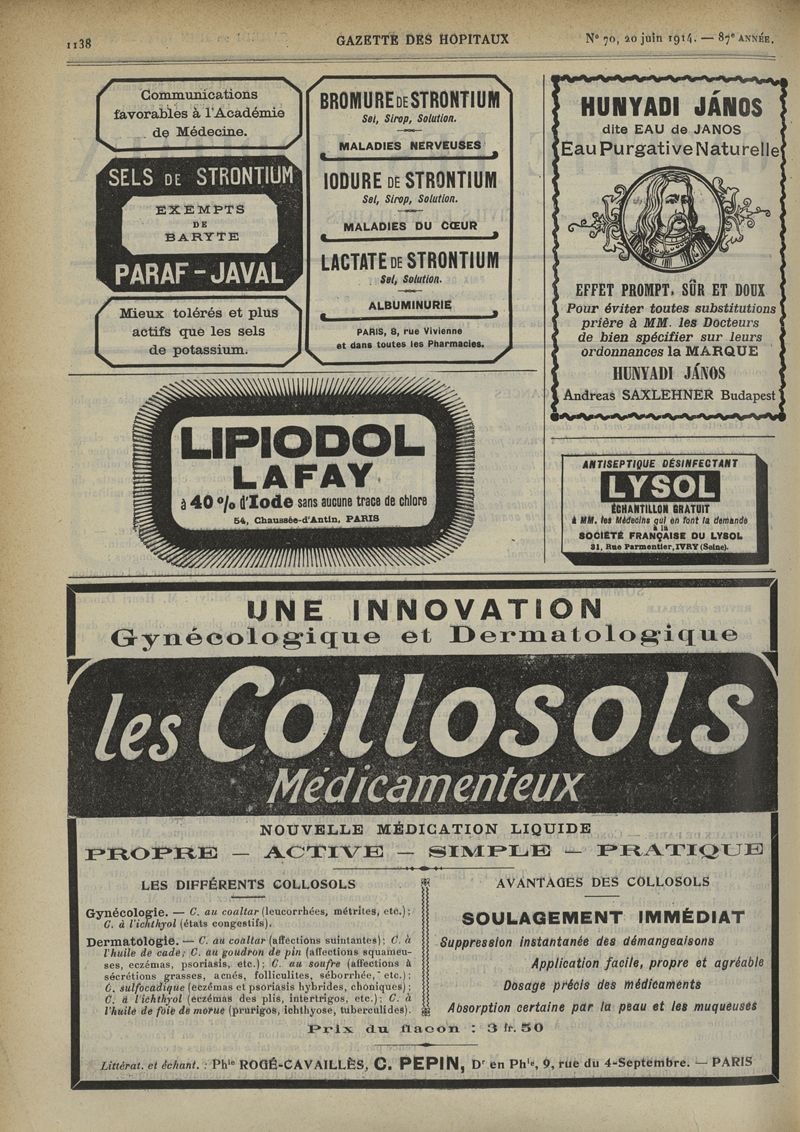 1138
GAZETTE DES HOPITAUX
N° 70, 20 juin 1914. — 87e ANNÉE.
Communications
favorables à l'Académie
de Médecine.
SELS DE STRONTIUM
EXEMPTS
DE
BARYTE
PARAF-JAVAL
Mieux tolérés et plus
actifs que les sels
de potassium.
BROMURE DE STRONTIUM
Sel, Sirop, Solution.
MALADIES NERVEUSES
IODURE DE STRONTIUM
Sel, Sirop, Solution.
MALADIES DU CŒUR
LACTATE DE STRONTIUM
Sel, Solution.
ALBUMINURIE
PARIS, 8, rue Vivienne
et dans toutes les Pharmacies.
HUNYADI JÁNOS
dite EAU de JANOS
Eau Purgative Naturelle
EFFET PROMPT, SÛR ET DOUX
Pour éviter toutes substitutions
prière à MM. les Docteurs
de bien spécifier sur leurs
ordonnances la MARQUE
HUNYADI JÁNOS
Andreas SAXLEHNER Budapest
LIPIODOL
LAFAY
à 40 % d'Iode sans aucune trace de chlore
54, Chaussée-d'Antin, PARIS
ANTISEPTIQUE DÉSINFECTANT
LYSOL
ÉCHANTILLON GRATUIT
à MM. les Médecins qui en font la demande
à la
SOCIÉTÉ FRANÇAISE DU LYSOL
31, Rue Parmentier, IVRY (Seine).
UNE INNOVATION
Gynécologique et Dermatologique
les Collosols
Médicamenteux
NOUVELLE MÉDICATION LIQUIDE
PROPRE — ACTIVE — SIMPLE — PRATIQUE
LES DIFFÉRENTS COLLOSOLS
Gynécologie. — C. au coaltar (leucorrhées, métrites, etc.);
C. à l'ichthyol (états congestifs).
Dermatologie. — C. au coaltar (affections suintantes); C. à
l'huile de cade; C. au goudron de pin (affections squameu-
ses, eczémas, psoriasis, etc.); C. au soufre (affections à
sécrétions grasses, acnés, folliculites, séborrhée, etc.);
C. sulfocadique (eczémas et psoriasis hybrides, chroniques);
C. à l'ichthyol (eczémas des plis, intertrigos, etc.); C. à
l'huile de foie de morue (prurigos, ichthyose, tuberculides).
AVANTAGES DES COLLOSOLS
SOULAGEMENT IMMÉDIAT
Suppression instantanée des démangeaisons
Application facile, propre et agréable
Dosage précis des médicaments
Absorption certaine par la peau et les muqueuses
Prix du flacon : 3 fr. 50
Littérat. et échant. : Phie ROGÉ-CAVAILLÈS, C. PEPIN, Dr en Phie, 9, rue du 4-Septembre. — PARIS